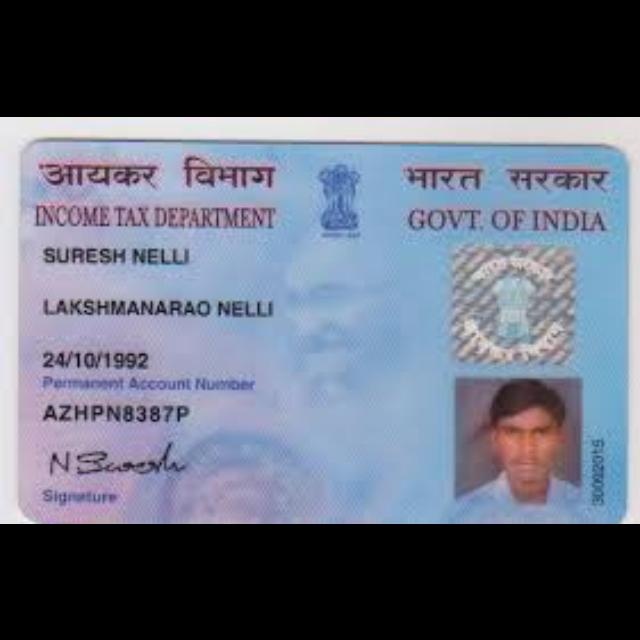 आयकर विभाग
भारत सरकार
INCOME TAX DEPARTMENT
GOVT. OF INDIA
SURESH NELLI
LAKSHMANARAO NELLI
24/10/1992
Permanent Account Number
AZHPN8387P
N Suresh
Signature